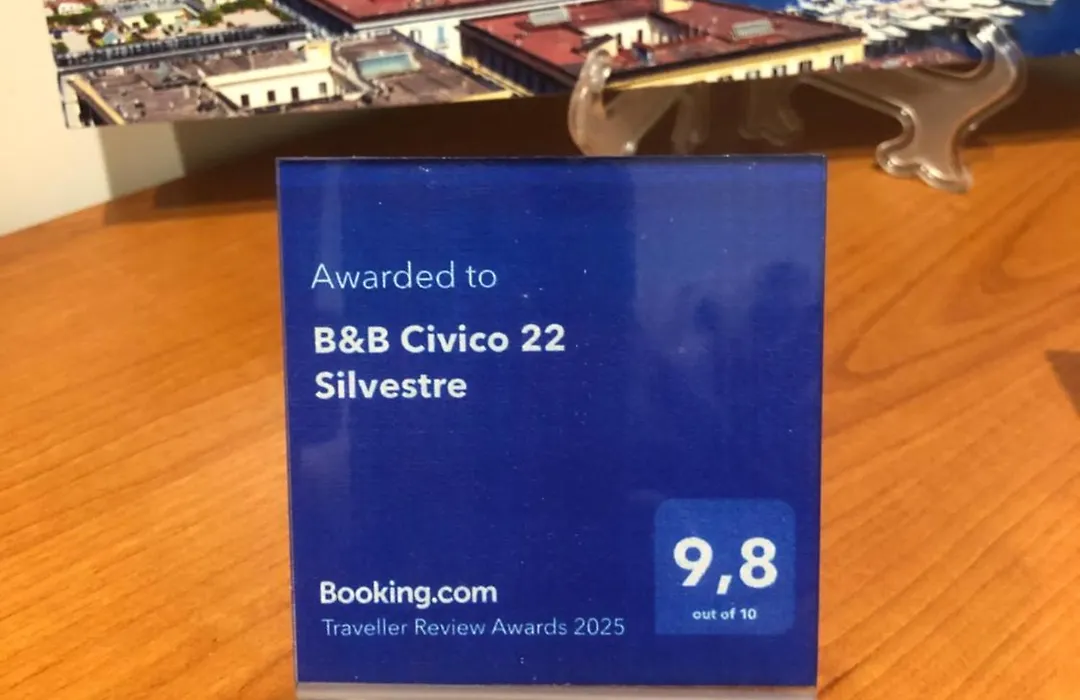 Awarded to
B&B Civico 22
Silvestre
9,8
out of 10
Booking.com
Traveller Review Awards 2025